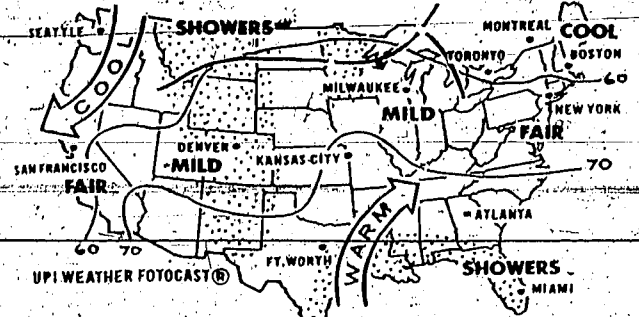 SEATTLE
SHOWERS
MONTREAL
COOL
COOL
TORONTO
BOSTON
60
MILWAUKEE
MILD
NEW YORK
DENVER
KANSAS CITY
FAIR
SAN FRANCISCO
MILD
70
FAIR
WARM
ATLANTA
60 70
FT. WORTH
SHOWERS
UPI WEATHER FOTOCAST ®
MIAMI